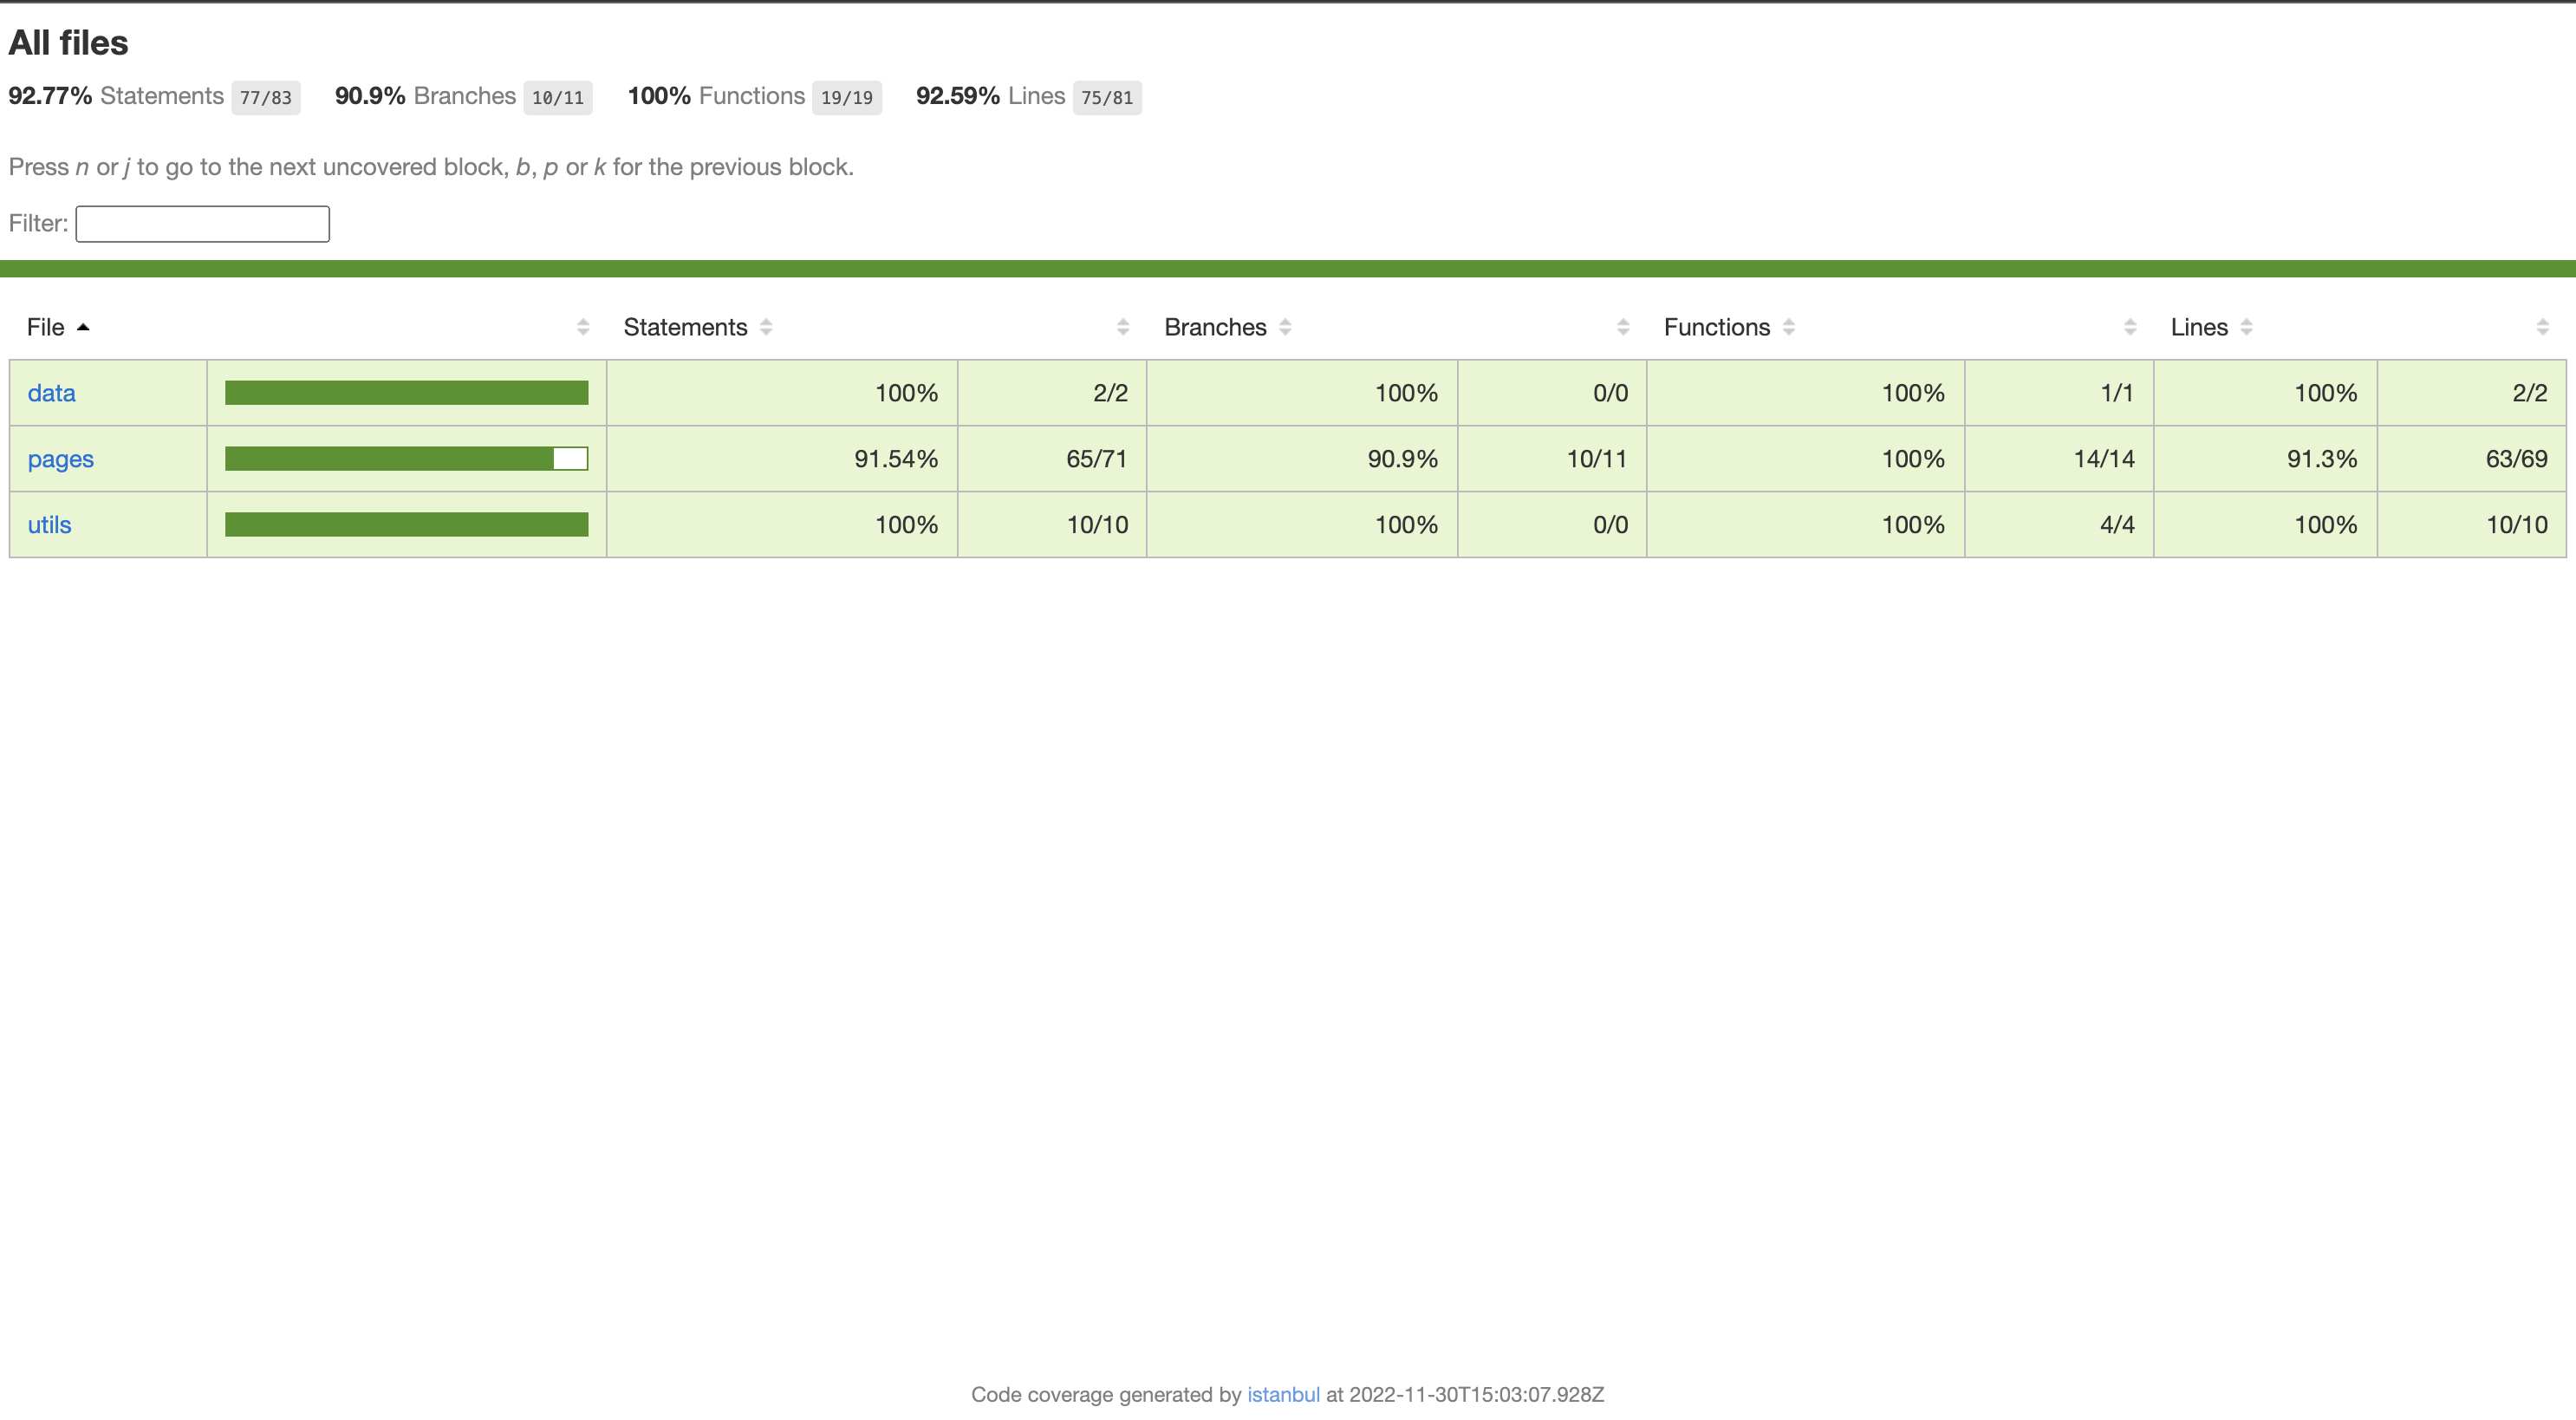 All files
92.77% Statements 77/83 90.9% Branches 10/11 100% Functions 19/19 92.59% Lines 75/81
Press n or j to go to the next uncovered block, b, p or k for the previous block.
Filter:
File Statements Branches Functions Lines
data 100% 2/2 100% 0/0 100% 1/1 100% 2/2
pages 91.54% 65/71 90.9% 10/11 100% 14/14 91.3% 63/69
utils 100% 10/10 100% 0/0 100% 4/4 100% 10/10
Code coverage generated by istanbul at 2022-11-30T15:03:07.928Z